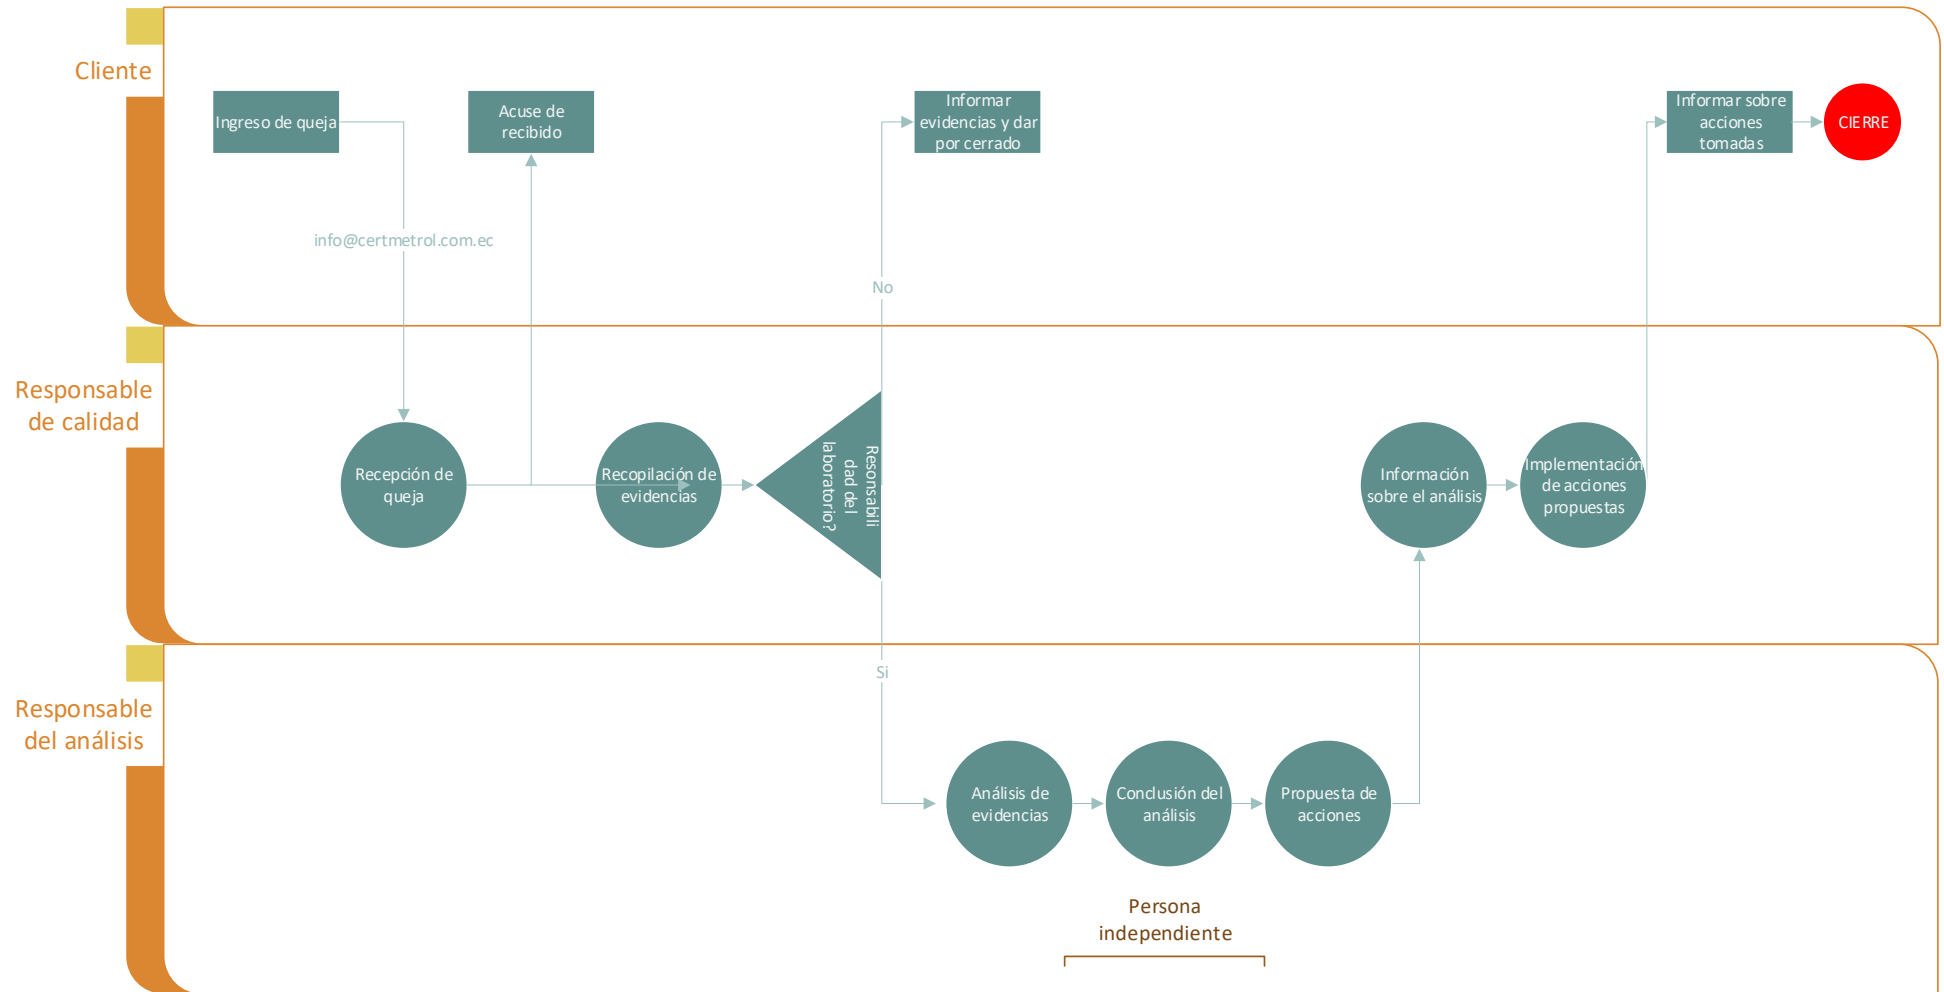 Cliente
Ingreso de queja
Acuse de
recibido
Informar
evidencias y dar
por cerrado
Informar sobre
acciones
tomadas
CIERRE
info@certmetrol.com.ec
No
Responsable
de calidad
Recepción de
queja
Recopilación de
evidencias
Resonsabili
dad del
laboratorio?
Información
sobre el análisis
Implementación
de acciones
propuestas
Si
Responsable
del análisis
Análisis de
evidencias
Conclusión del
análisis
Propuesta de
acciones
Persona
independiente